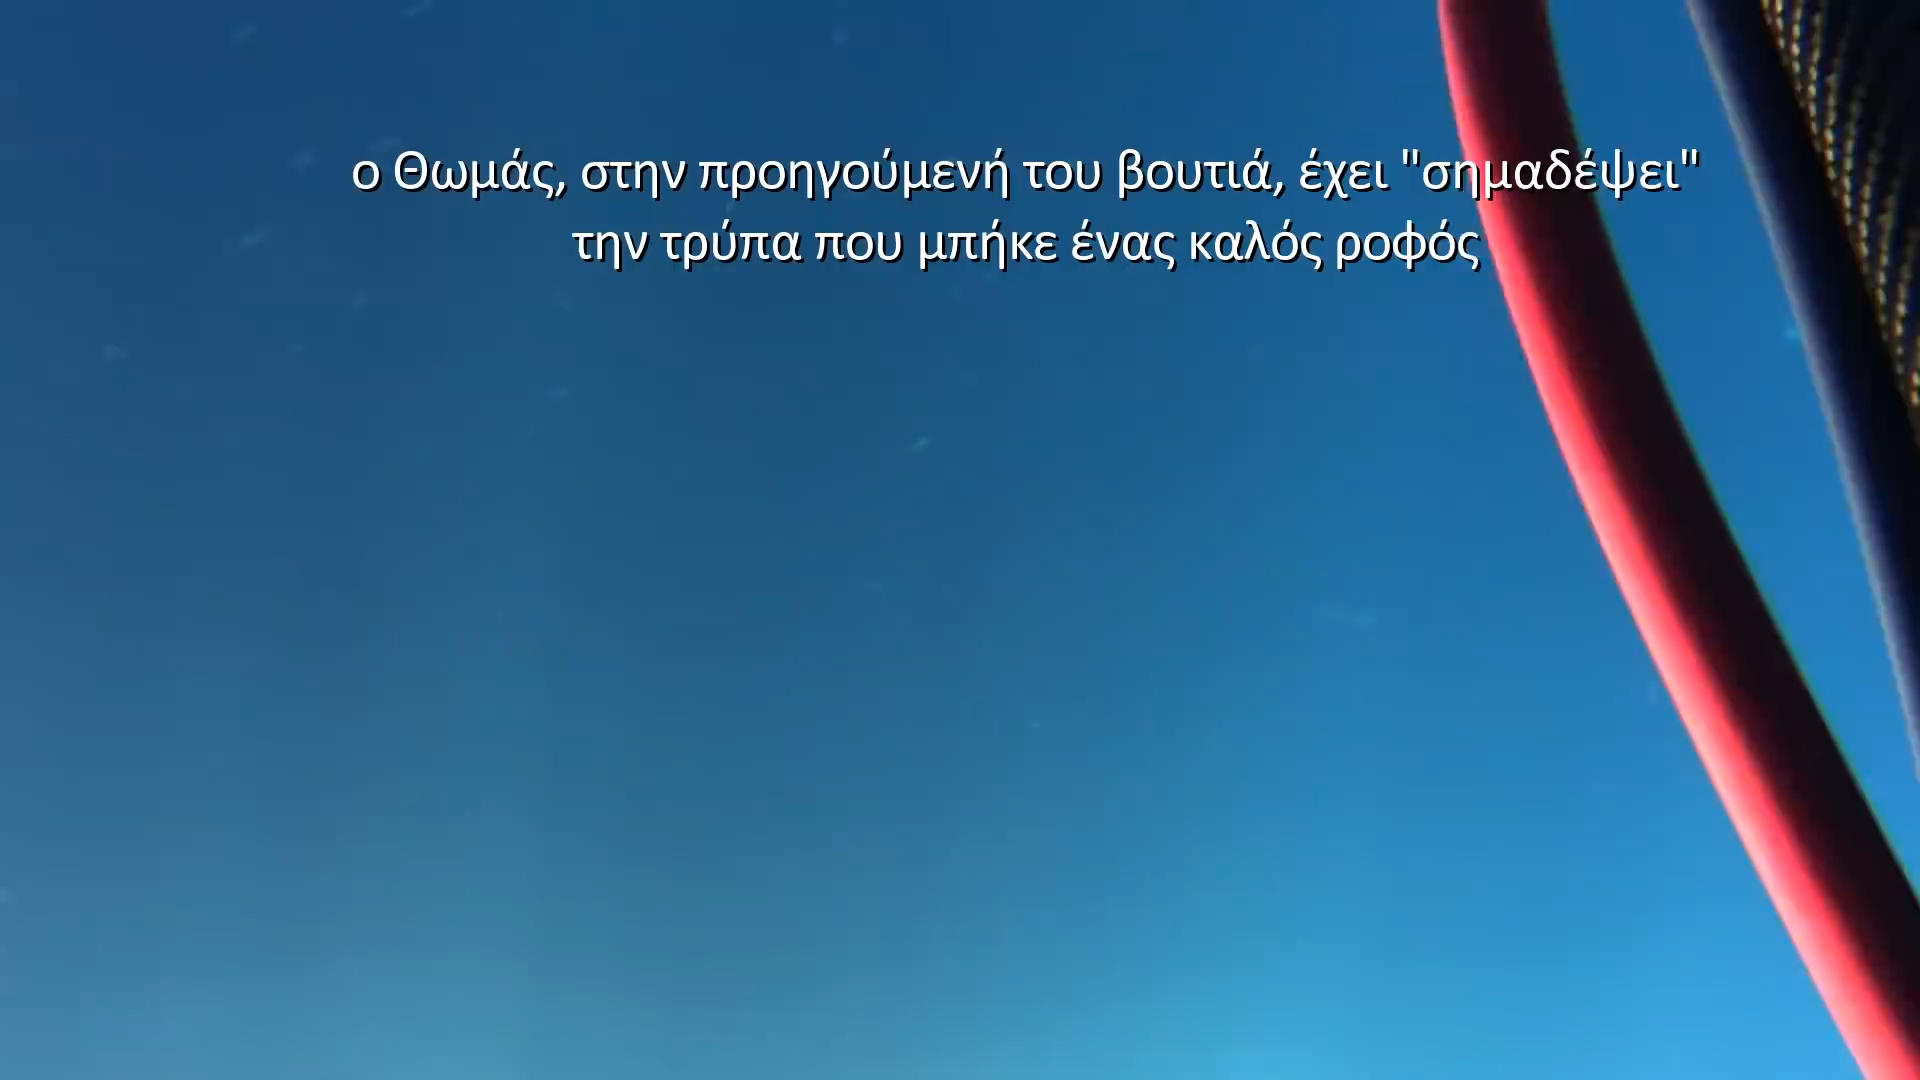 ο Θωμάς, στην προηγούμενή του βουτιά, έχει "σημαδέψει"
την τρύπα που μπήκε ένας καλός ροφός